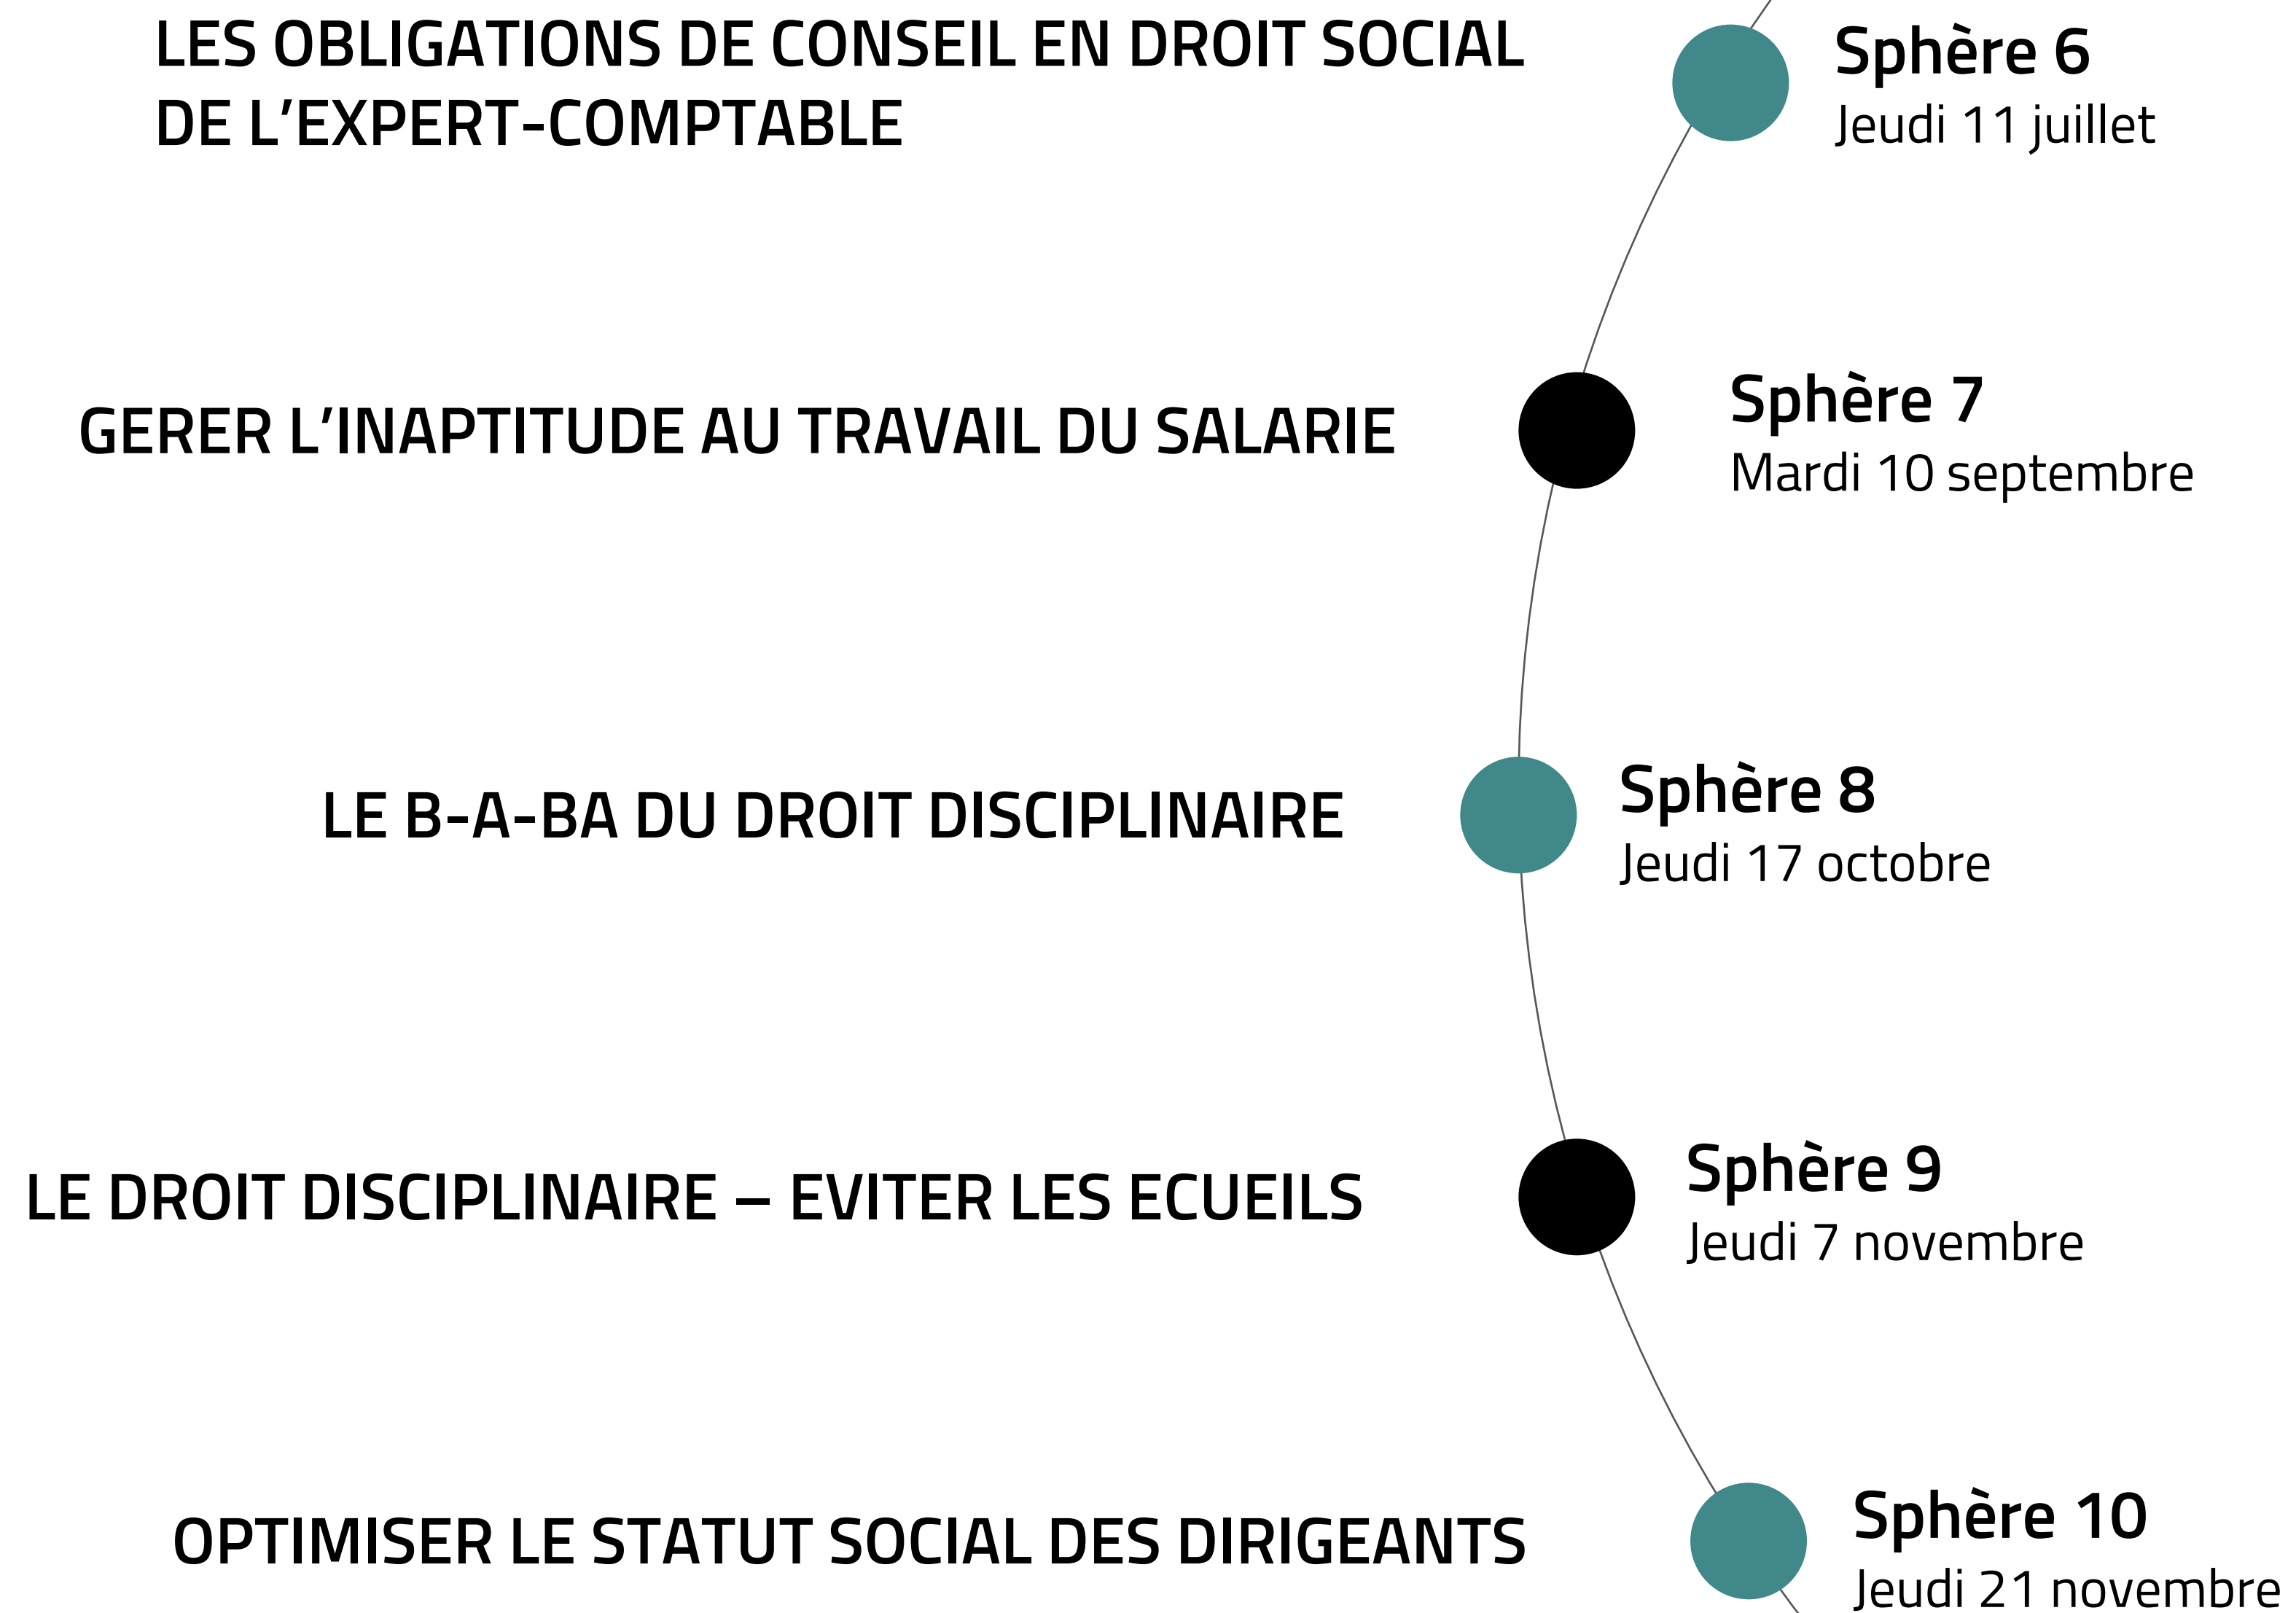 LES OBLIGATIONS DE CONSEIL EN DROIT SOCIAL
DE L'EXPERT-COMPTABLE
Sphère 6
Jeudi 11 juillet
GERER L'INAPTITUDE AU TRAVAIL DU SALARIE
Sphère 7
Mardi 10 septembre
LE B-A-BA DU DROIT DISCIPLINAIRE
Sphère 8
Jeudi 17 octobre
LE DROIT DISCIPLINAIRE – EVITER LES ECUEILS
Sphère 9
Jeudi 7 novembre
OPTIMISER LE STATUT SOCIAL DES DIRIGEANTS
Sphère 10
Jeudi 21 novembre